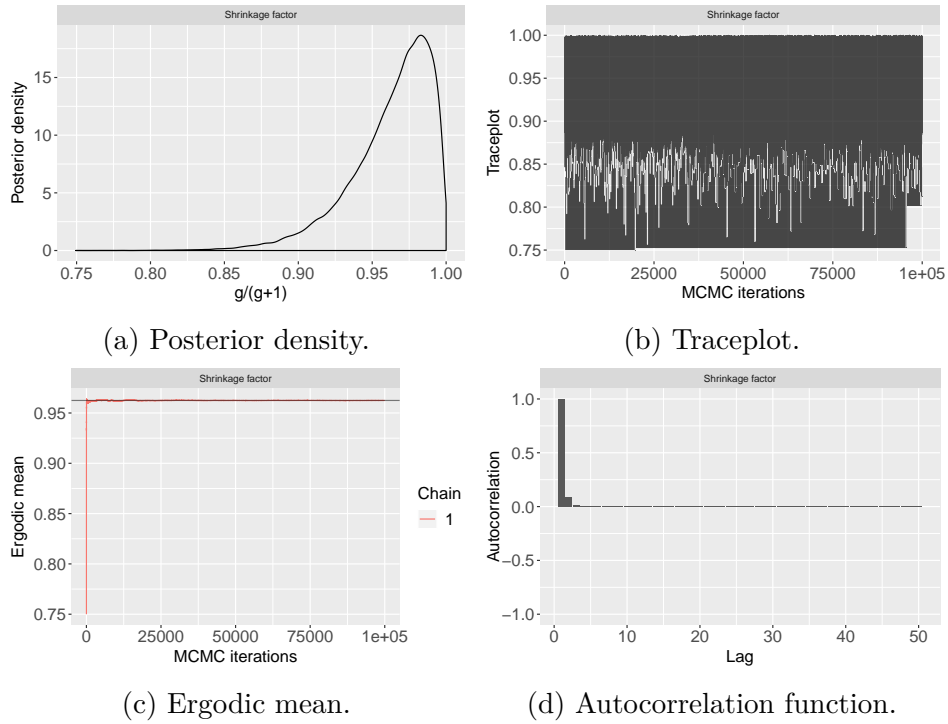 Shrinkage factor
Posterior density
15
10
5
0
0.75 0.80 0.85 0.90 0.95 1.00
g/(g+1)
(a) Posterior density.
Shrinkage factor
Traceplot
1.00
0.95
0.90
0.85
0.80
0.75
0 25000 50000 75000 1e+05
MCMC iterations
(b) Traceplot.
Shrinkage factor
Ergodic mean
0.95
0.90
0.85
0.80
0.75
0 25000 50000 75000 1e+05
MCMC iterations
Chain
1
(c) Ergodic mean.
Shrinkage factor
Autocorrelation
1.0
0.5
0.0
−0.5
−1.0
0 10 20 30 40 50
Lag
(d) Autocorrelation function.